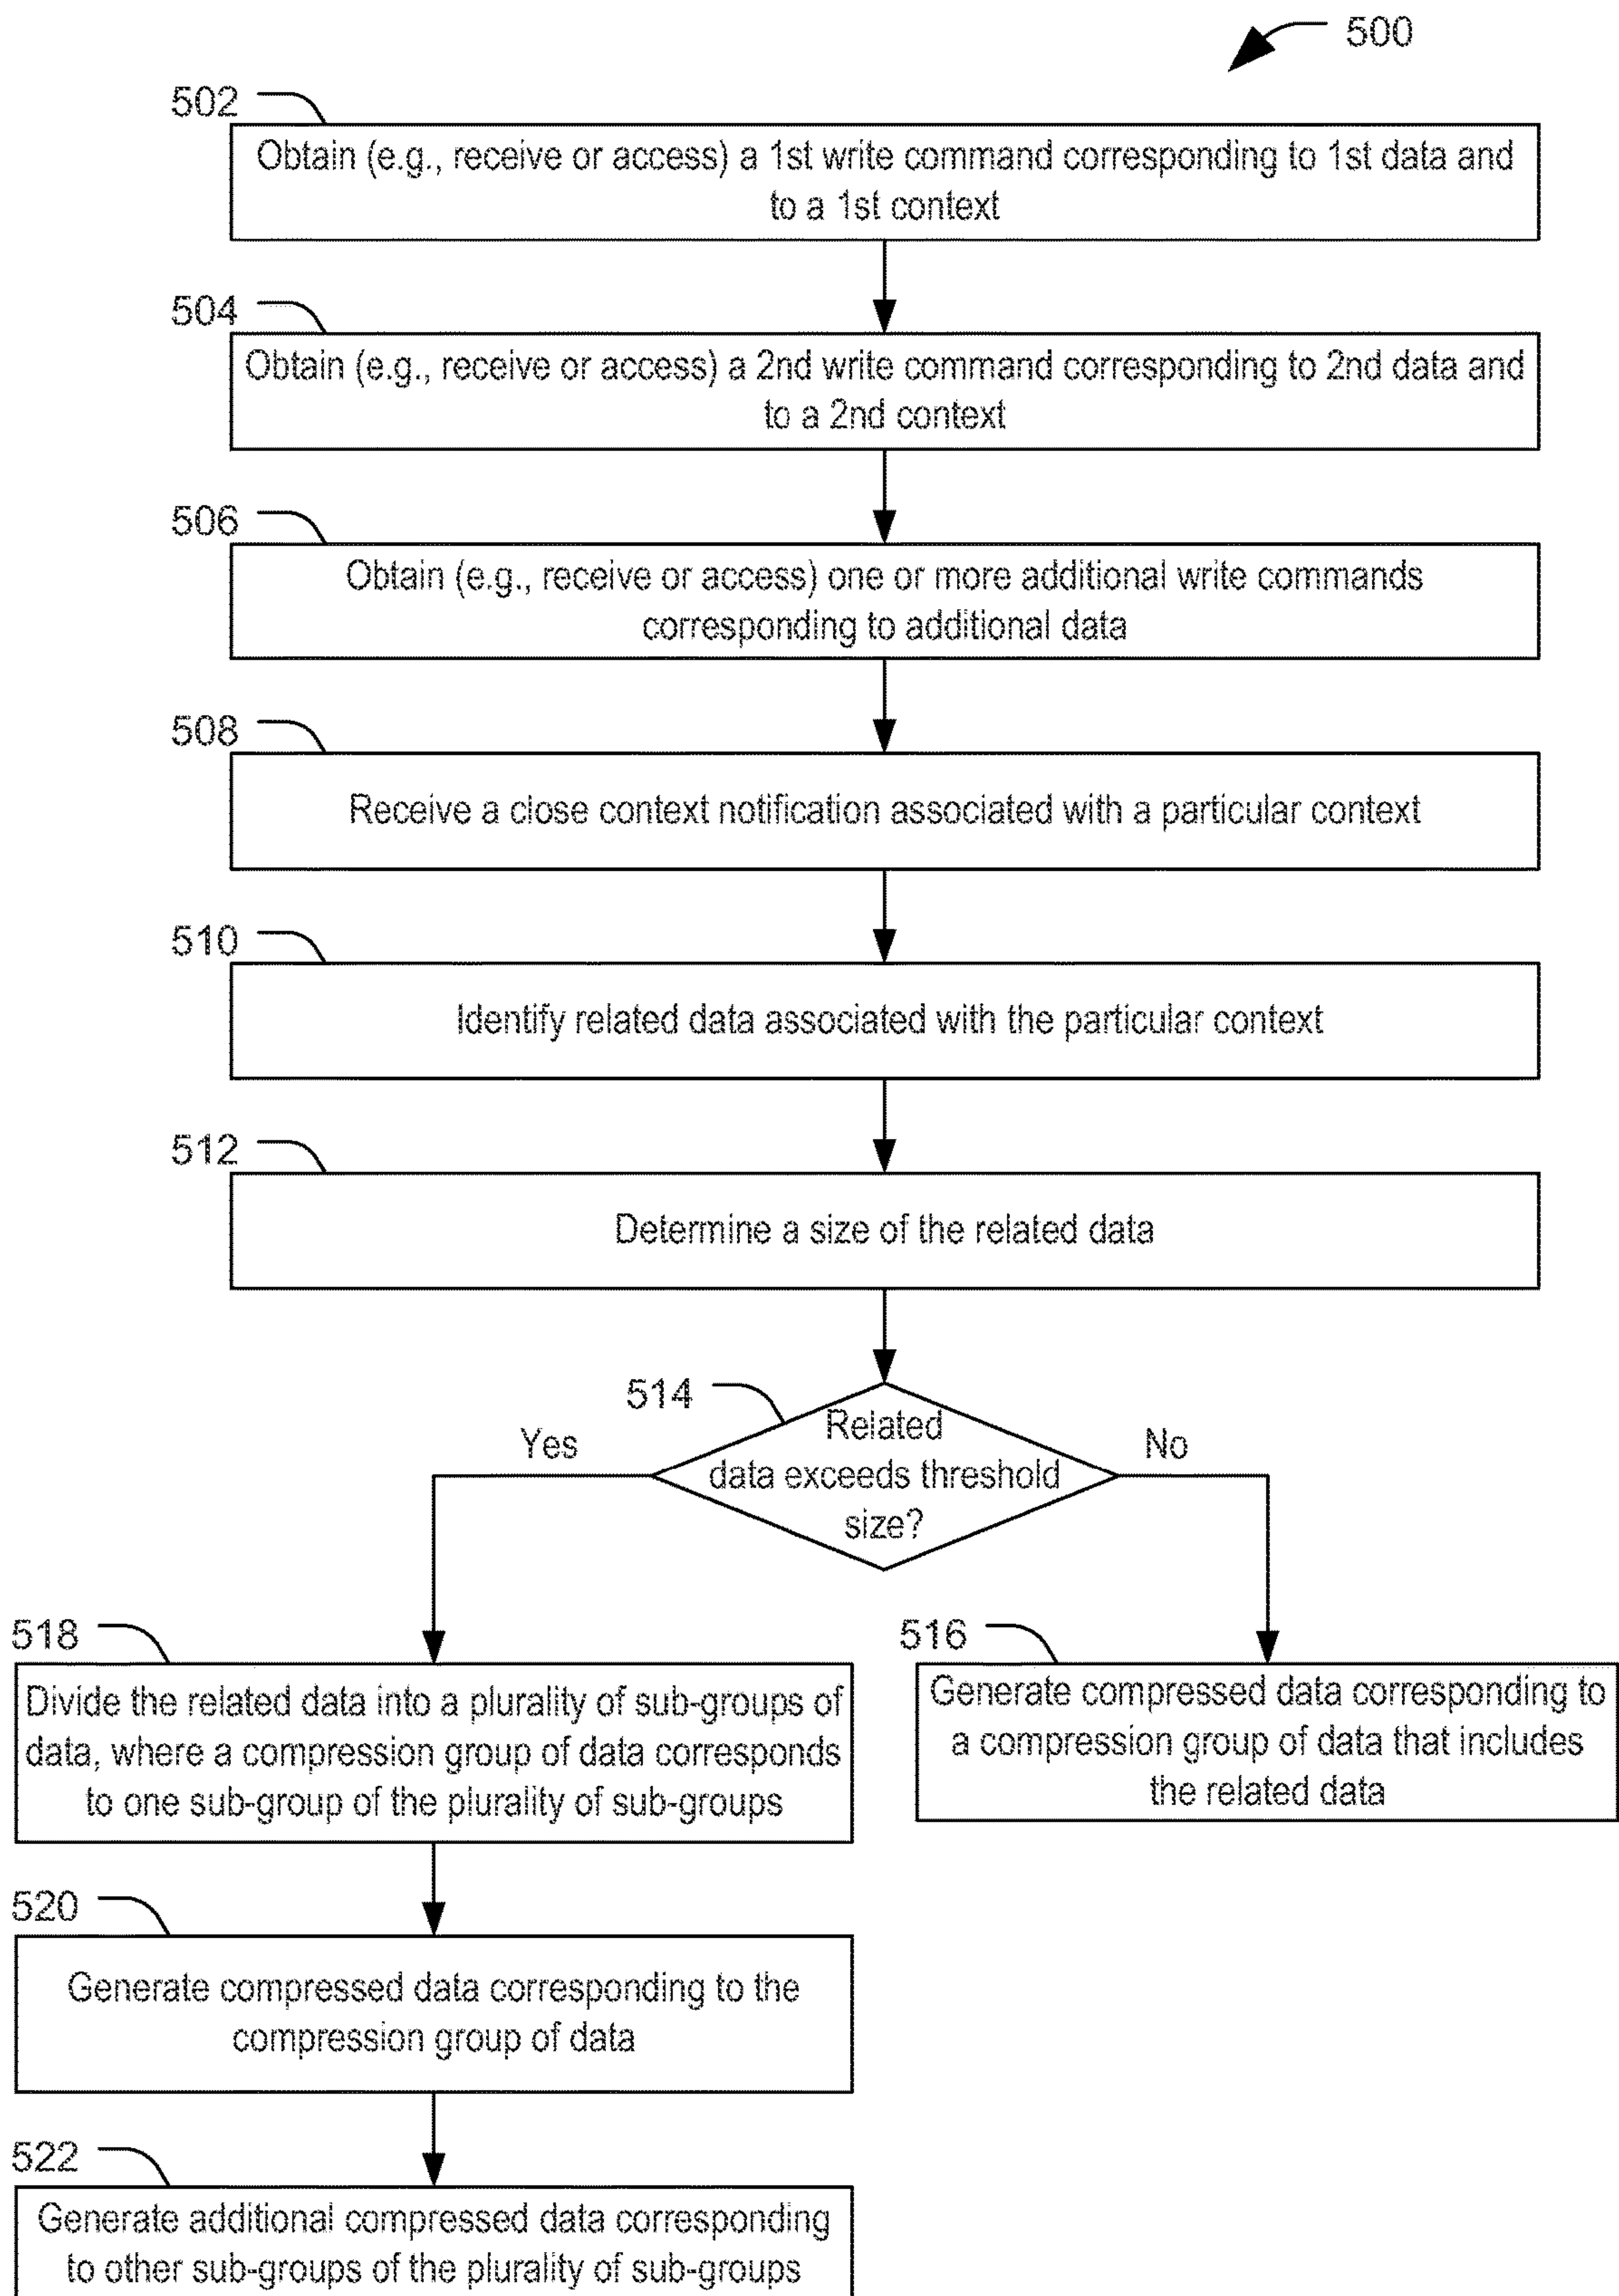 500
502
Obtain (e.g., receive or access) a 1st write command corresponding to 1st data and
to a 1st context
504
Obtain (e.g., receive or access) a 2nd write command corresponding to 2nd data and
to a 2nd context
506
Obtain (e.g., receive or access) one or more additional write commands
corresponding to additional data
508
Receive a close context notification associated with a particular context
510
Identify related data associated with the particular context
512
Determine a size of the related data
514
Related
data exceeds threshold
size?
Yes
No
518
Divide the related data into a plurality of sub-groups of
data, where a compression group of data corresponds
to one sub-group of the plurality of sub-groups
516
Generate compressed data corresponding to
a compression group of data that includes
the related data
520
Generate compressed data corresponding to the
compression group of data
522
Generate additional compressed data corresponding
to other sub-groups of the plurality of sub-groups